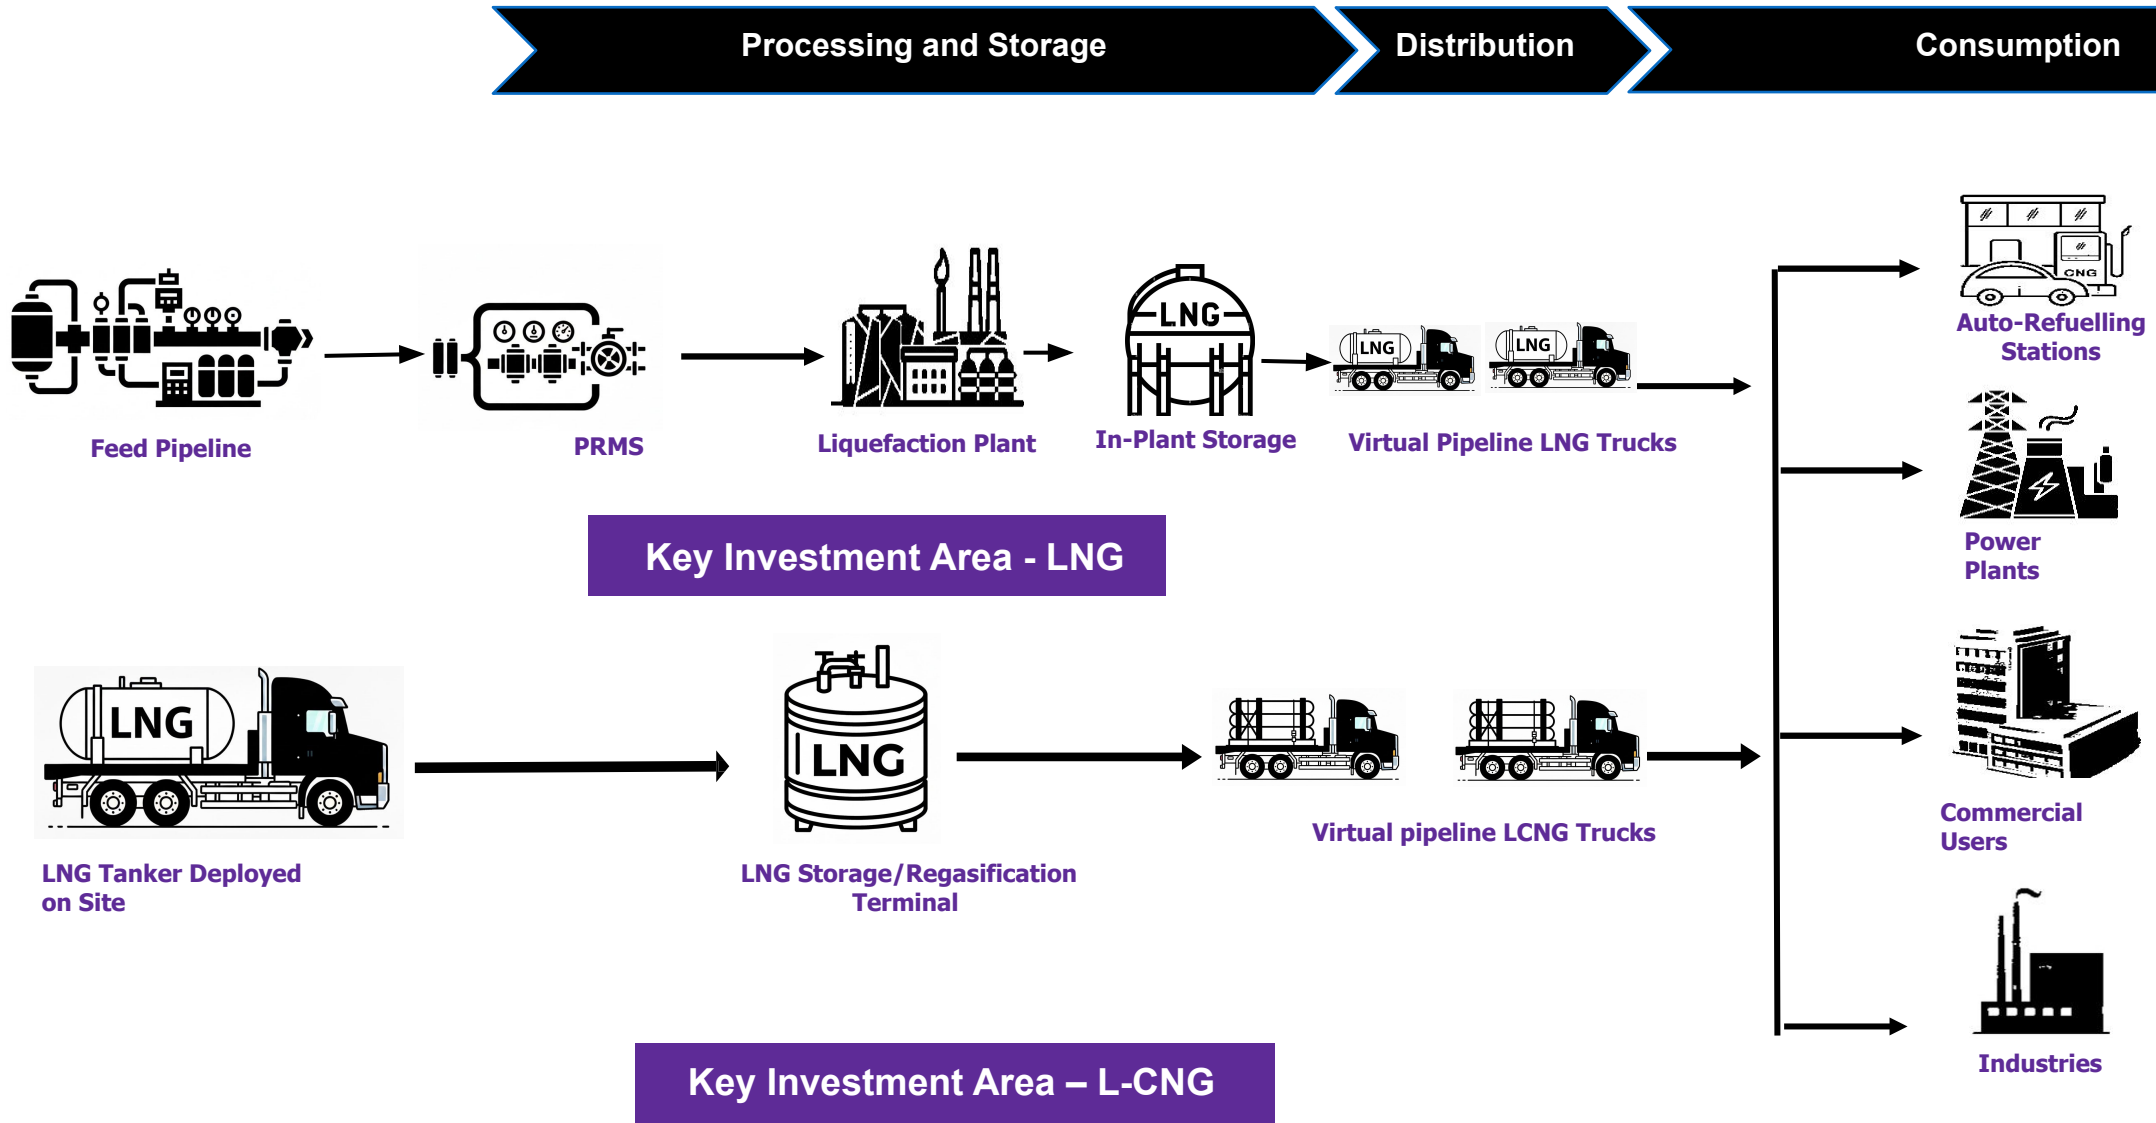 Processing and Storage
Distribution
Consumption
CNG
Auto-Refuelling
Stations
LNG
LNG
LNG
Feed Pipeline
PRMS
Liquefaction Plant
In-Plant Storage
Virtual Pipeline LNG Trucks
Power
Plants
Key Investment Area - LNG
LNG
LNG
LNG Tanker Deployed
on Site
LNG Storage/Regasification
Terminal
Virtual pipeline LCNG Trucks
Commercial
Users
Industries
Key Investment Area – L-CNG